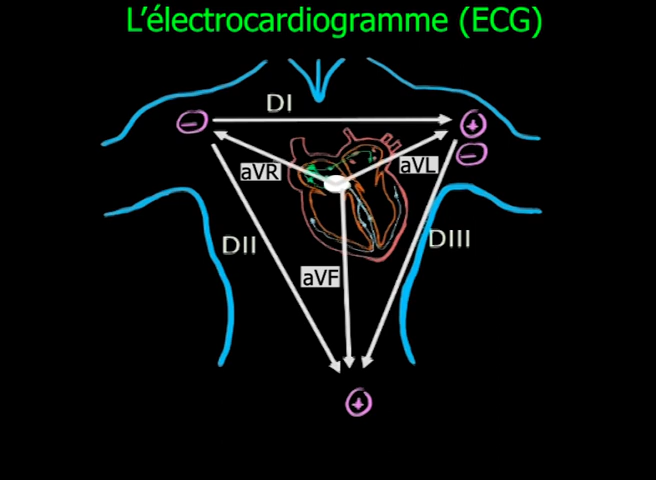 L'électrocardiogramme (ECG)
DI
+
−
−
aVR
aVL
DII
DIII
aVF
+